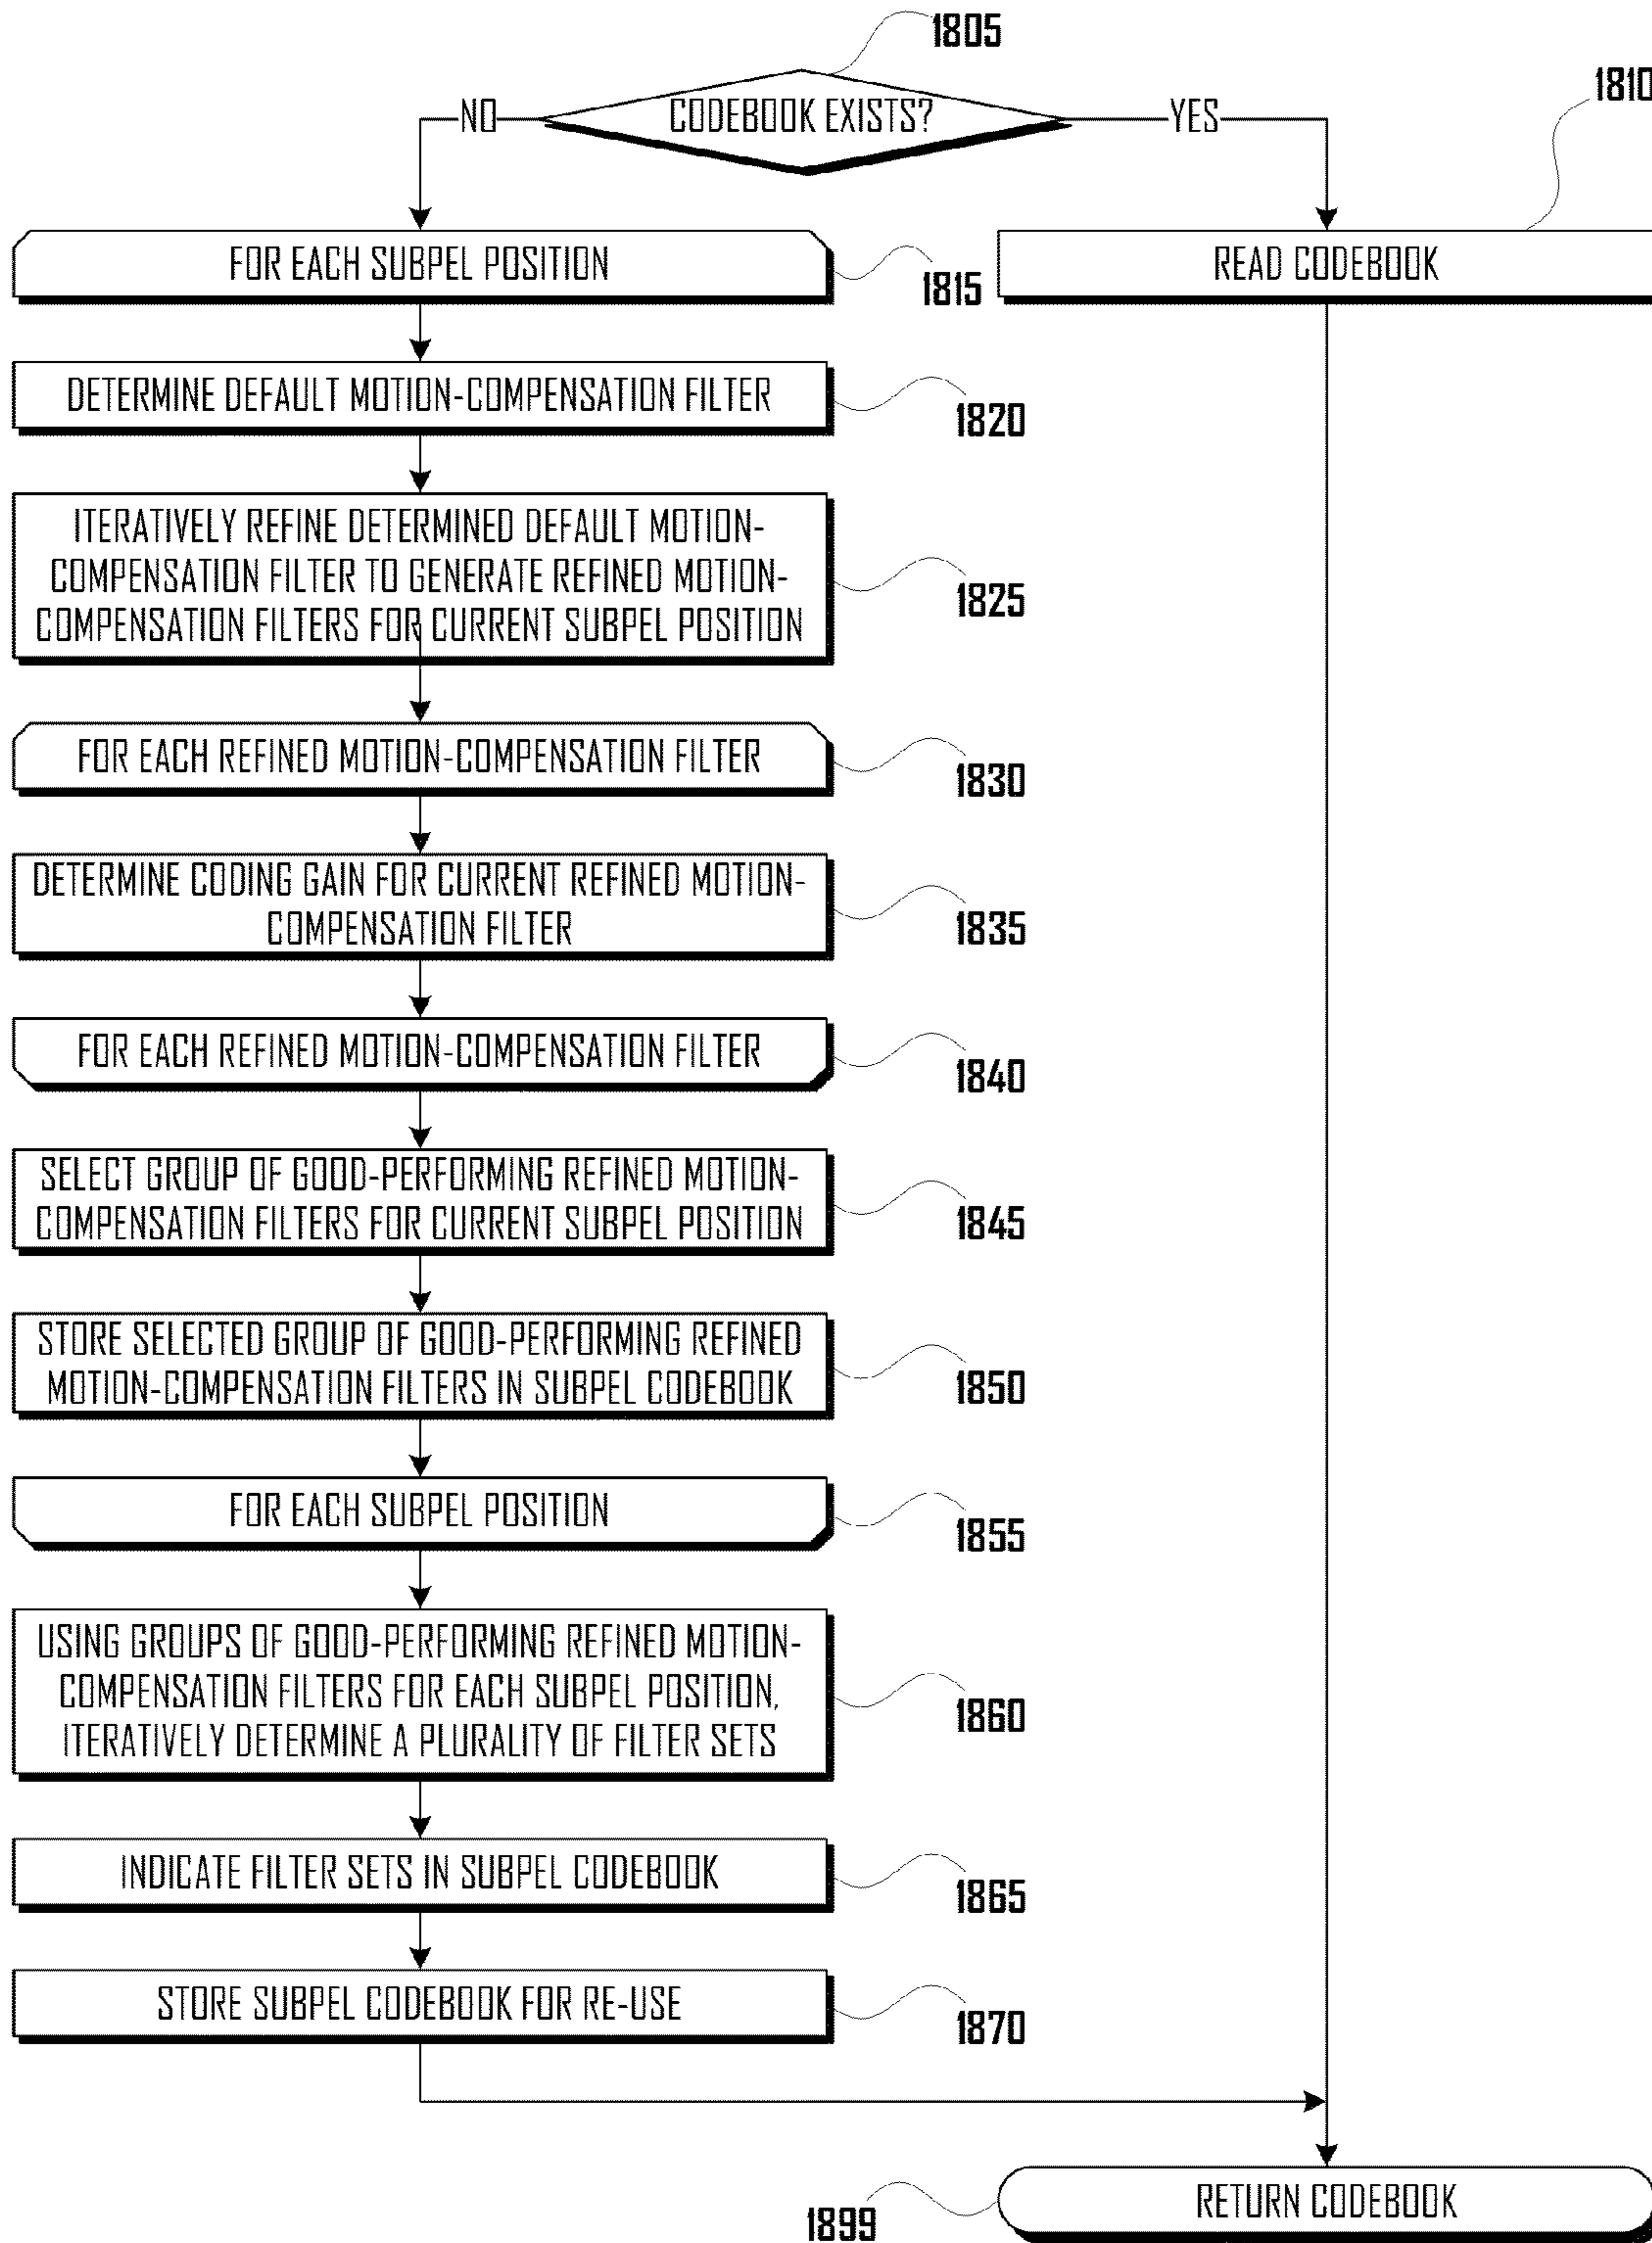 1805
CODEBOOK EXISTS?
NO
YES
1810
FOR EACH SUBPEL POSITION
1815
READ CODEBOOK
DETERMINE DEFAULT MOTION-COMPENSATION FILTER
1820
ITERATIVELY REFINE DETERMINED DEFAULT MOTION-
COMPENSATION FILTER TO GENERATE REFINED MOTION-
COMPENSATION FILTERS FOR CURRENT SUBPEL POSITION
1825
FOR EACH REFINED MOTION-COMPENSATION FILTER
1830
DETERMINE CODING GAIN FOR CURRENT REFINED MOTION-
COMPENSATION FILTER
1835
FOR EACH REFINED MOTION-COMPENSATION FILTER
1840
SELECT GROUP OF GOOD-PERFORMING REFINED MOTION-
COMPENSATION FILTERS FOR CURRENT SUBPEL POSITION
1845
STORE SELECTED GROUP OF GOOD-PERFORMING REFINED
MOTION-COMPENSATION FILTERS IN SUBPEL CODEBOOK
1850
FOR EACH SUBPEL POSITION
1855
USING GROUPS OF GOOD-PERFORMING REFINED MOTION-
COMPENSATION FILTERS FOR EACH SUBPEL POSITION,
ITERATIVELY DETERMINE A PLURALITY OF FILTER SETS
1860
INDICATE FILTER SETS IN SUBPEL CODEBOOK
1865
STORE SUBPEL CODEBOOK FOR RE-USE
1870
RETURN CODEBOOK
1899